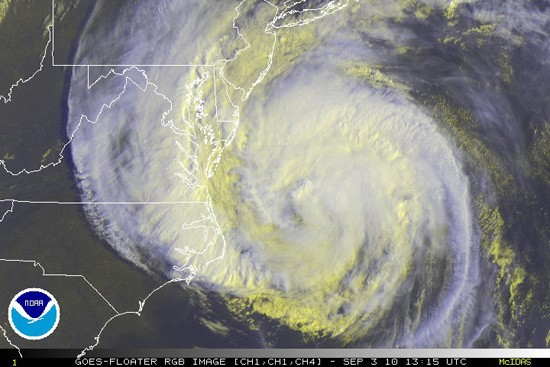 NOAA
1 GOES-FLOATER RGB IMAGE [CH1,CH1,CH4] - SEP 3 10 13:15 UTC McIDAS